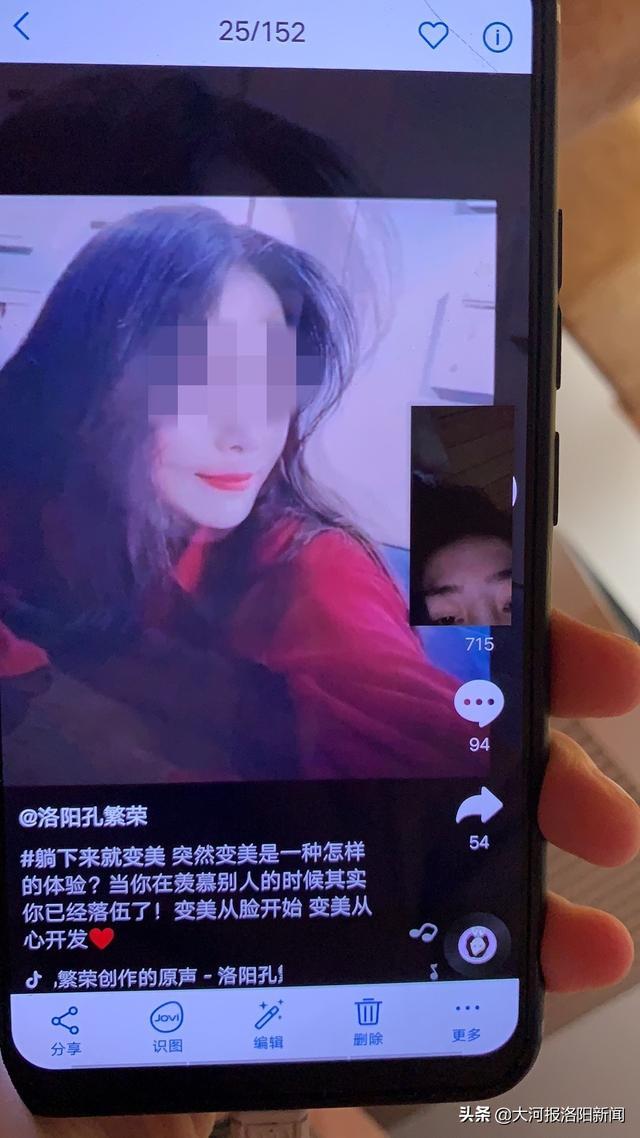 25/152
715
94
54
@洛阳孔繁荣
#躺下来就变美 突然变美是一种怎样
的体验？当你在羡慕别人的时候其实
你已经落伍了！变美从脸开始 变美从
心开发❤️
繁荣创作的原声 - 洛阳孔
分享
Jovi
识图
编辑
删除
更多
头条 @大河报洛阳新闻